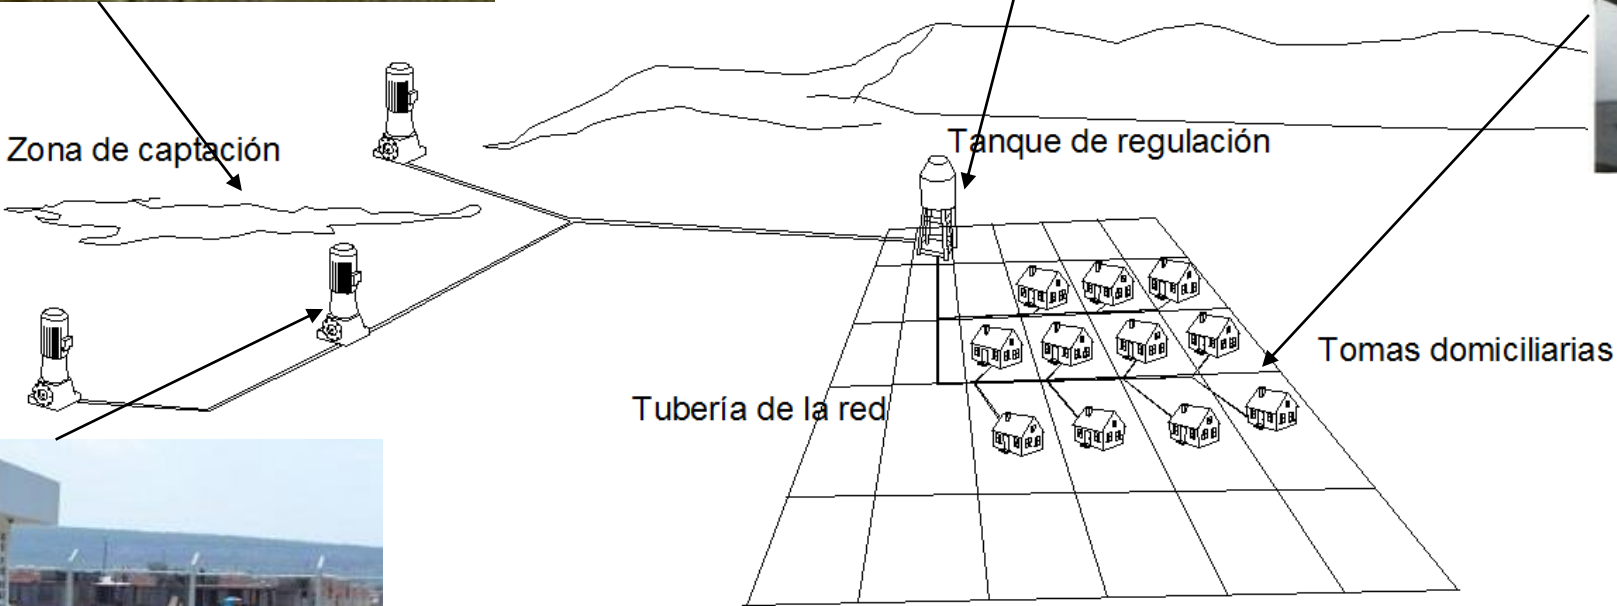 Zona de captación
Tanque de regulación
Tomas domiciliarias
Tubería de la red